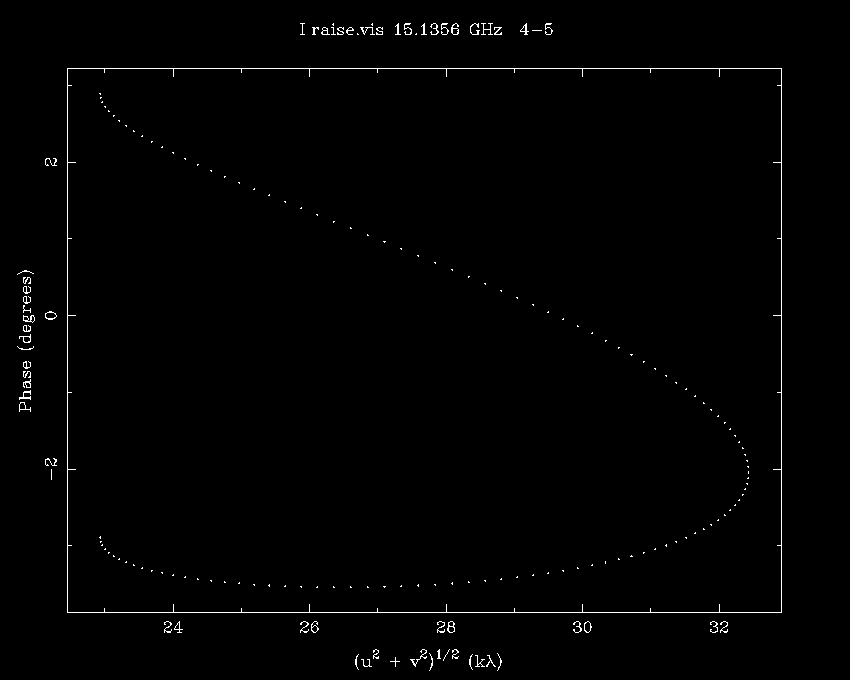 I raise.vis 15.1356 GHz 4−5
2
0
−2
Phase (degrees)
24 26 28 30 32
(u² + v²)^1/2 (kλ)